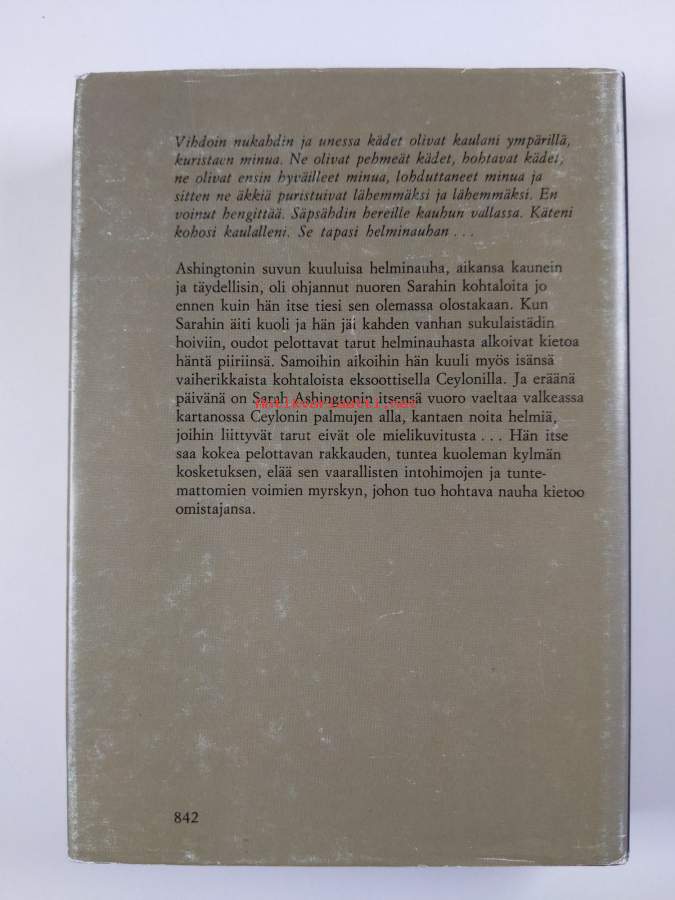 Vihdoin nukahdin ja unessa kädet olivat kaulani ympärillä,
kuristaen minua. Ne olivat pehmeät kädet, hohtavat kädet,
ne olivat ensin hyväilleet minua, lohduttaneet minua ja
sitten ne äkkiä puristuivat lähemmäksi ja lähemmäksi. En
voinut hengittää. Säpsähdin hereille kauhun vallassa. Käteni
kohosi kaulalleni. Se tapasi helminauhan . . .
Ashingtonin suvun kuuluisa helminauha, aikansa kaunein
ja täydellisin, oli ohjannut nuoren Sarahin kohtaloita jo
ennen kuin hän itse tiesi sen olemassa olostakaan. Kun
Sarahin äiti kuoli ja hän jäi kahden vanhan sukulaistädin
hoiviin, oudot pelottavat tarut helminauhasta alkoivat kietoa
häntä piiriinsä. Samoihin aikoihin hän kuuli myös isänsä
vaiherikkaista kohtaloista eksoottisella Ceylonilla. Ja eräänä
päivänä on Sarah Ashingtonin itsensä vuoro vaeltaa valkeassa
antikvariaatti.net
kartanossa Ceylonin palmujen alla, kantaen noita helmiä,
joihin liittyvät tarut eivät ole mielikuvitusta . . . Hän itse
saa kokea pelottavan rakkauden, tuntea kuoleman kylmän
kosketuksen, elää sen vaarallisten intohimojen ja tunte-
mattomien voimien myrskyn, johon tuo hohtava nauha kietoo
omistajansa.
842